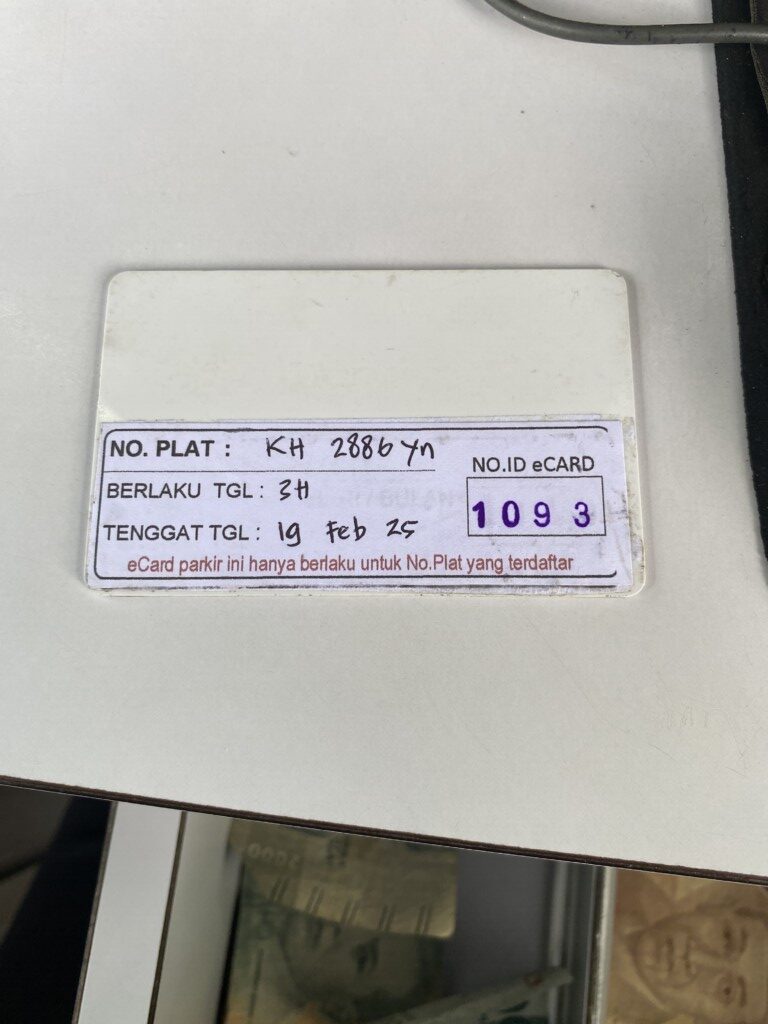 NO. PLAT : KH 2886 yn
BERLAKU TGL : 3H
TENGGAT TGL : 19 Feb 25
NO.ID eCARD
1093
eCard parkir ini hanya berlaku untuk No.Plat yang terdaftar